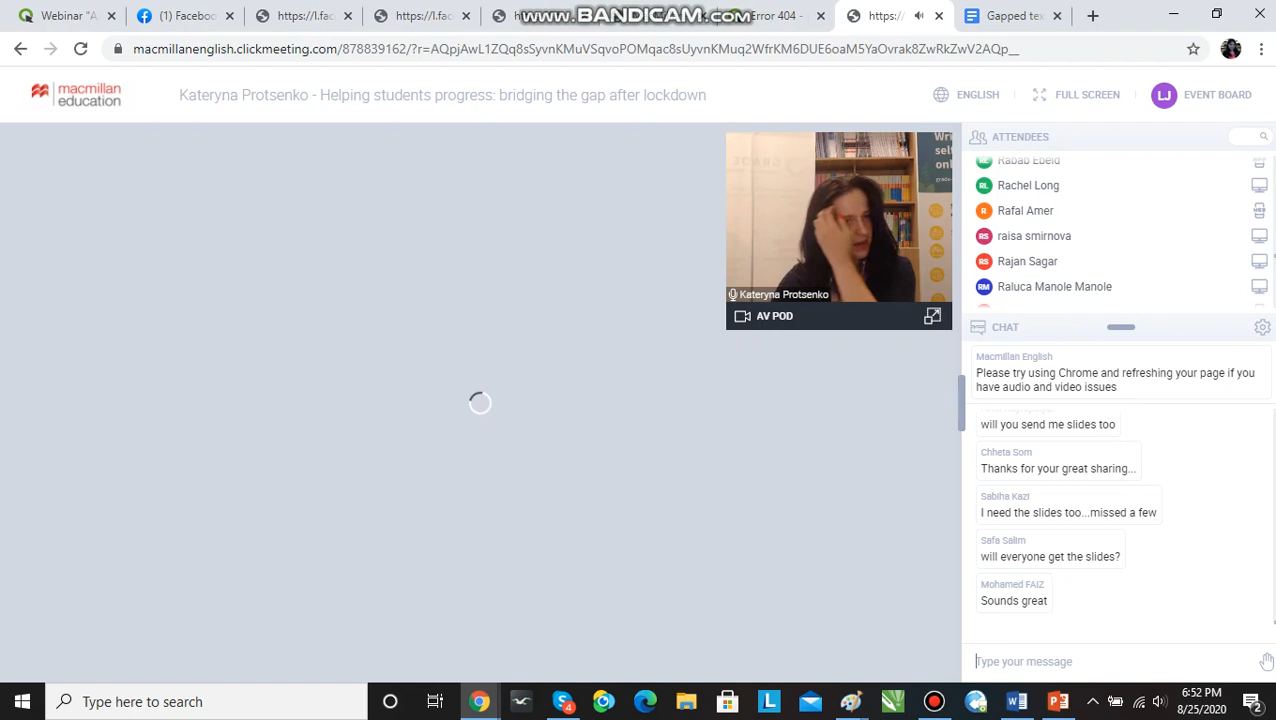 www.BANDICAM.com
Webinar "A
(1) Faceboo
https://l.fac
https://l.fac
Error 404 -
https:/
Gapped tex
macmillanenglish.clickmeeting.com/878839162/?r=AQpjAwL1ZQq8sSyvnKMuVSqvoPOMqac8sUyvnKMuq2WfrKM6DUE6oaM5YaOvrak8ZwRkZwV2AQp__
macmillan education
Kateryna Protsenko - Helping students progress: bridging the gap after lockdown
ENGLISH
FULL SCREEN
LJ
EVENT BOARD
ATTENDEES
Rabab Ebeid
RL Rachel Long
R Rafal Amer
RS raisa smirnova
RS Rajan Sagar
RM Raluca Manole Manole
Kateryna Protsenko
AV POD
CHAT
Macmillan English
Please try using Chrome and refreshing your page if you
have audio and video issues
will you send me slides too
Chheta Som
Thanks for your great sharing...
Sabiha Kazi
I need the slides too...missed a few
Safa Salim
will everyone get the slides?
Mohamed FAIZ
Sounds great
Type your message
Type here to search
4
6:52 PM
8/25/2020
2